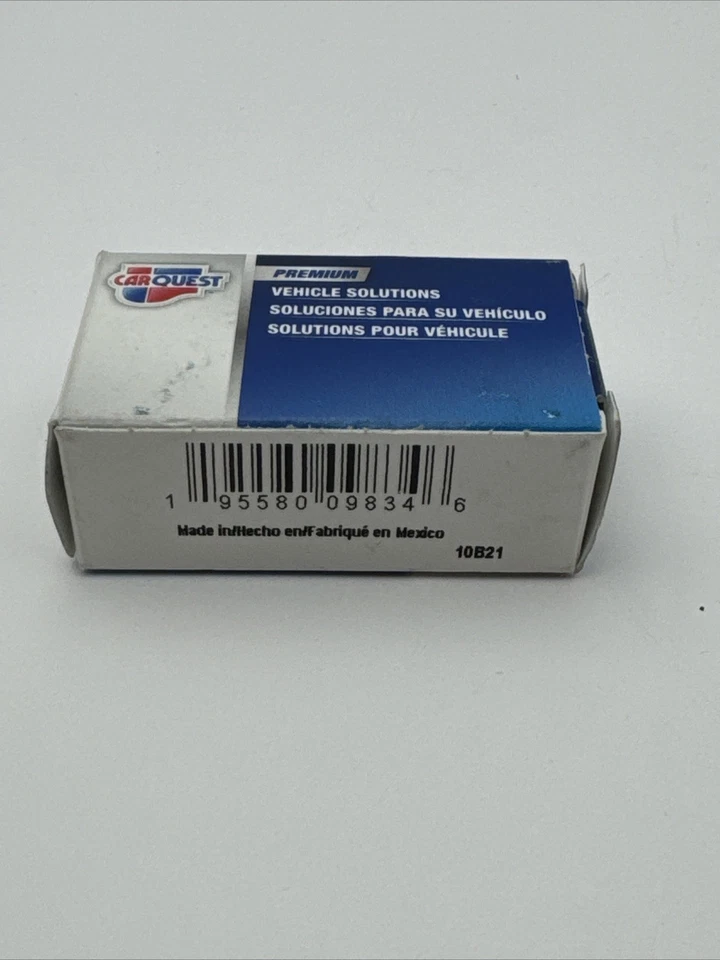 CARQUEST
PREMIUM
VEHICLE SOLUTIONS
SOLUCIONES PARA SU VEHÍCULO
SOLUTIONS POUR VÉHICULE
1 95580 09834 6
Made in/Hecho en/Fabriqué en Mexico
10B21